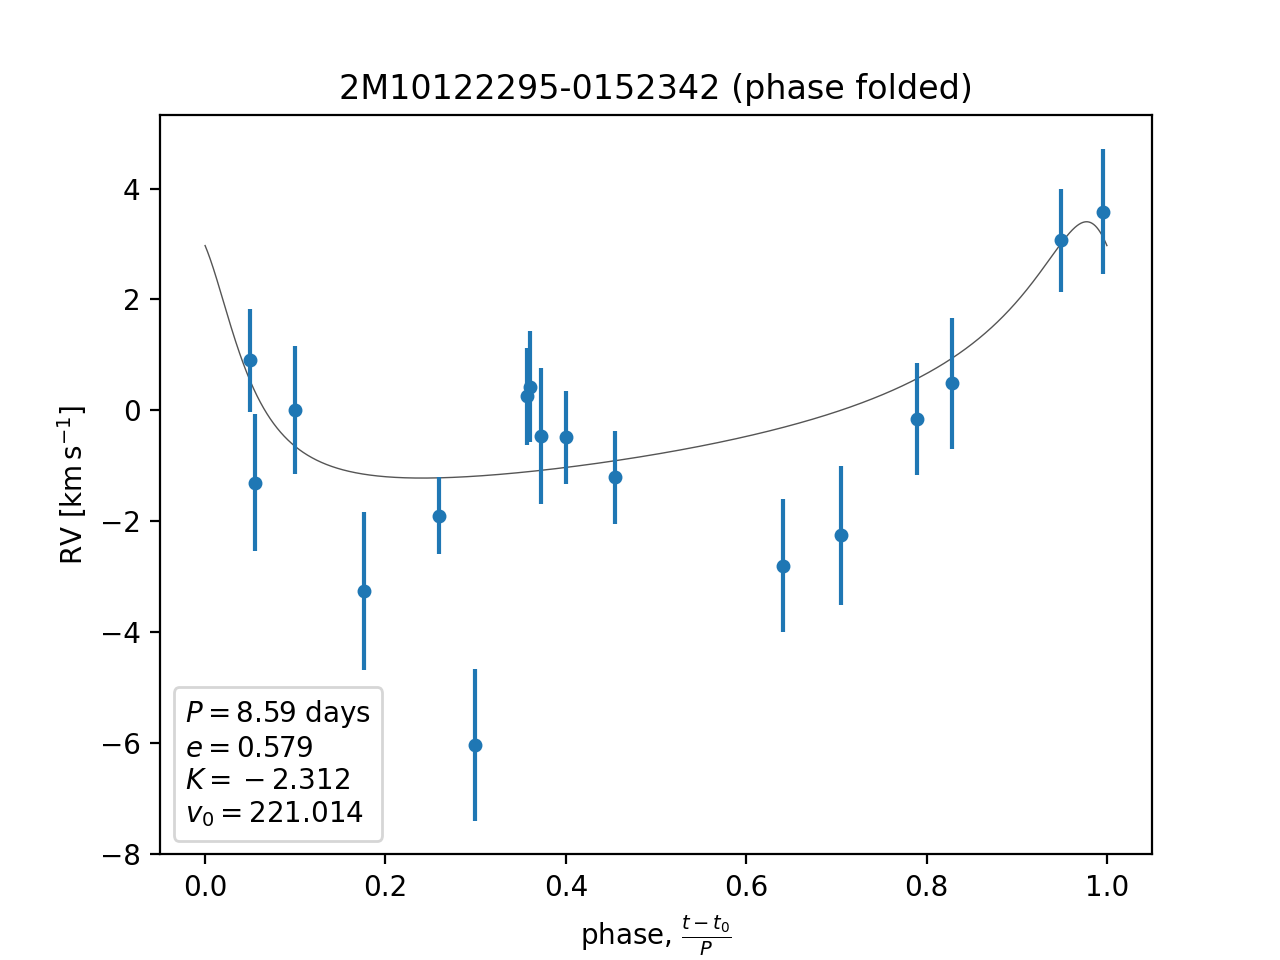 2M10122295-0152342 (phase folded)
4
2
0
−2
−4
−6
−8
RV [km s⁻¹]
P = 8.59 days
e = 0.579
K = −2.312
v₀ = 221.014
0.0 0.2 0.4 0.6 0.8 1.0
phase, (t − t₀)/P